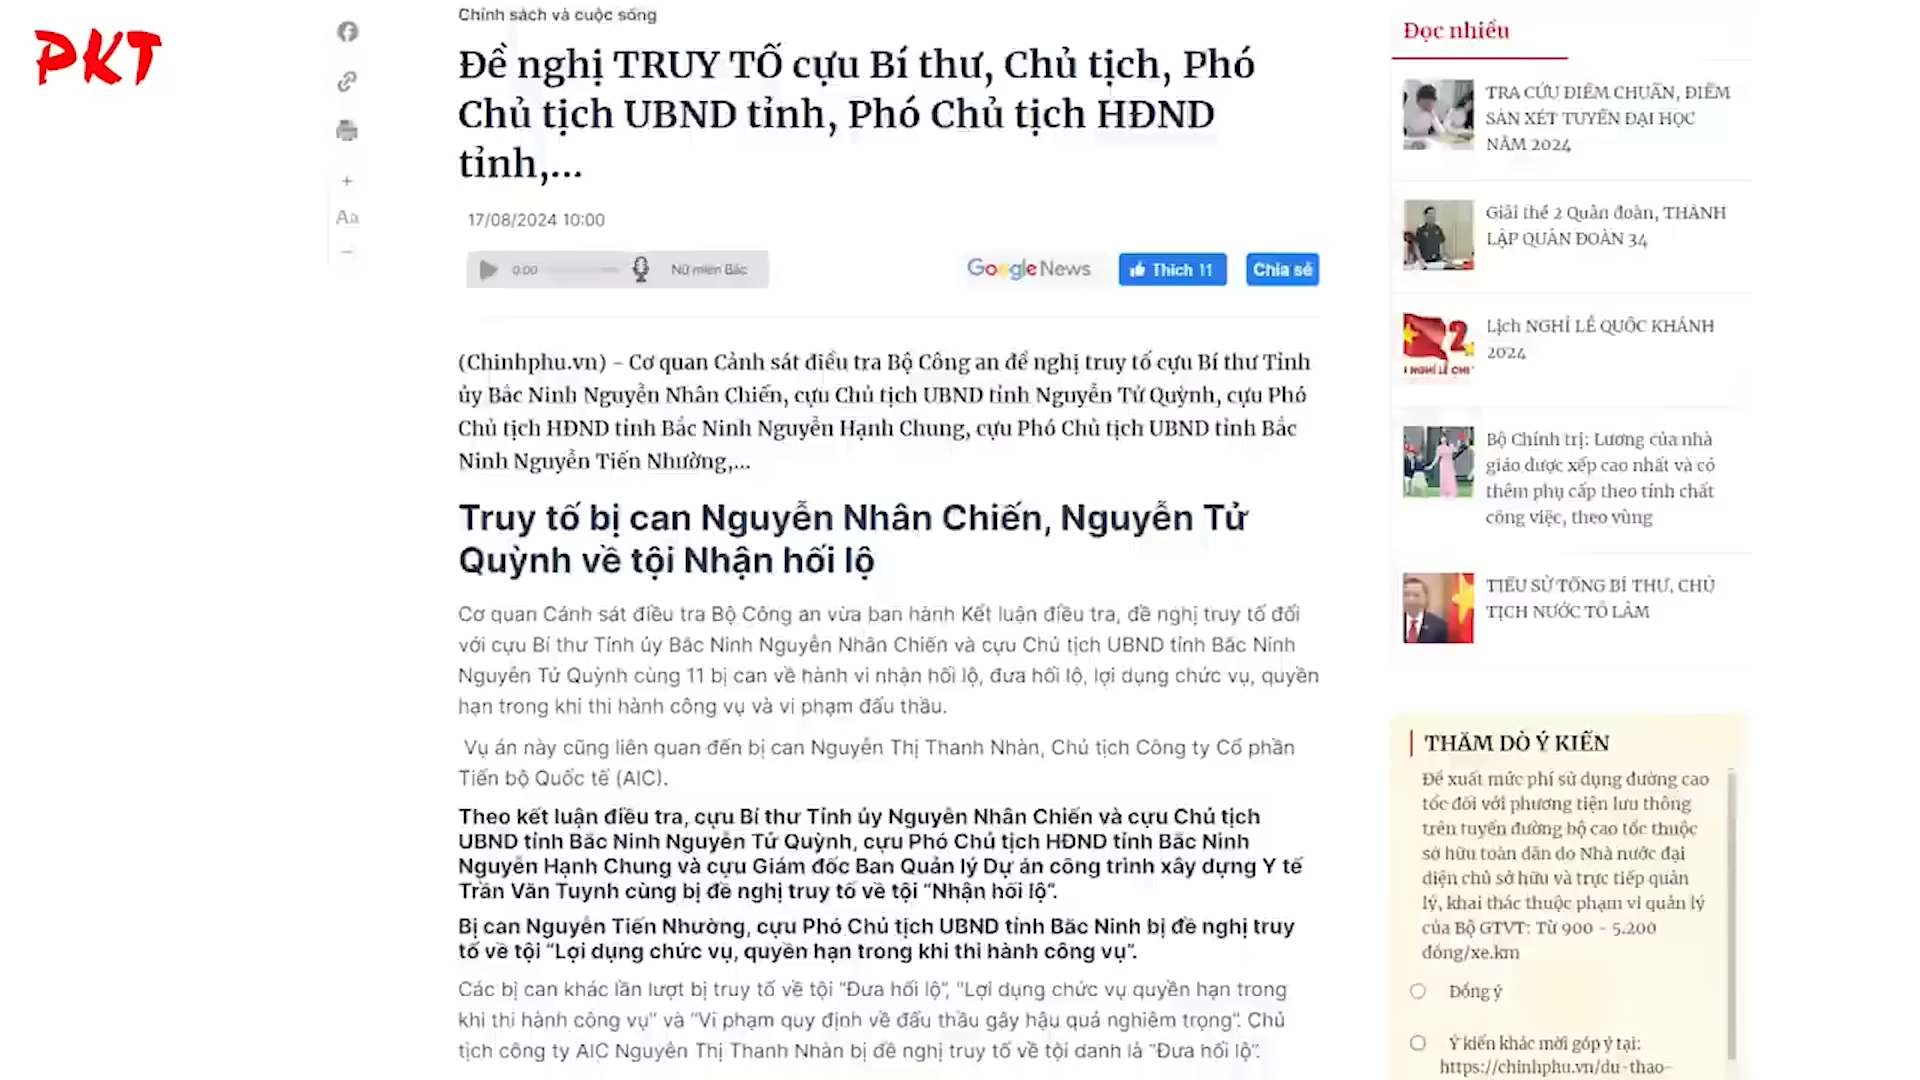 PKT
Chính sách và cuộc sống
Đề nghị TRUY TỐ cựu Bí thư, Chủ tịch, Phó
Chủ tịch UBND tỉnh, Phó Chủ tịch HĐND
tỉnh,...
17/08/2024 10:00
0:00
Nữ miền Bắc
Google News
Thích 11
Chia sẻ
Aa
(Chinhphu.vn) - Cơ quan Cảnh sát điều tra Bộ Công an đề nghị truy tố cựu Bí thư Tỉnh
ủy Bắc Ninh Nguyễn Nhân Chiến, cựu Chủ tịch UBND tỉnh Nguyễn Tử Quỳnh, cựu Phó
Chủ tịch HĐND tỉnh Bắc Ninh Nguyễn Hạnh Chung, cựu Phó Chủ tịch UBND tỉnh Bắc
Ninh Nguyễn Tiến Nhường,...
Truy tố bị can Nguyễn Nhân Chiến, Nguyễn Tử
Quỳnh về tội Nhận hối lộ
Cơ quan Cảnh sát điều tra Bộ Công an vừa ban hành Kết luận điều tra, đề nghị truy tố đối
với cựu Bí thư Tỉnh ủy Bắc Ninh Nguyễn Nhân Chiến và cựu Chủ tịch UBND tỉnh Bắc Ninh
Nguyễn Tử Quỳnh cùng 11 bị can về hành vi nhận hối lộ, đưa hối lộ, lợi dụng chức vụ, quyền
hạn trong khi thi hành công vụ và vi phạm đấu thầu.
Vụ án này cũng liên quan đến bị can Nguyễn Thị Thanh Nhàn, Chủ tịch Công ty Cổ phần
Tiến bộ Quốc tế (AIC).
Theo kết luận điều tra, cựu Bí thư Tỉnh ủy Nguyễn Nhân Chiến và cựu Chủ tịch
UBND tỉnh Bắc Ninh Nguyễn Tử Quỳnh, cựu Phó Chủ tịch HĐND tỉnh Bắc Ninh
Nguyễn Hạnh Chung và cựu Giám đốc Ban Quản lý Dự án công trình xây dựng Y tế
Trần Văn Tuynh cùng bị đề nghị truy tố về tội "Nhận hối lộ".
Bị can Nguyễn Tiến Nhường, cựu Phó Chủ tịch UBND tỉnh Bắc Ninh bị đề nghị truy
tố về tội "Lợi dụng chức vụ, quyền hạn trong khi thi hành công vụ".
Các bị can khác lần lượt bị truy tố về tội "Đưa hối lộ", "Lợi dụng chức vụ quyền hạn trong
khi thi hành công vụ" và "Vi phạm quy định về đấu thầu gây hậu quả nghiêm trọng". Chủ
tịch công ty AIC Nguyễn Thị Thanh Nhàn bị đề nghị truy tố về tội danh là "Đưa hối lộ".
Đọc nhiều
TRA CỨU ĐIỂM CHUẨN, ĐIỂM
SÀN XÉT TUYỂN ĐẠI HỌC
NĂM 2024
Giải thể 2 Quân đoàn, THÀNH
LẬP QUÂN ĐOÀN 34
Lịch NGHỈ LỄ QUỐC KHÁNH
2024
Bộ Chính trị: Lương của nhà
giáo được xếp cao nhất và có
thêm phụ cấp theo tính chất
công việc, theo vùng
TIỂU SỬ TỔNG BÍ THƯ, CHỦ
TỊCH NƯỚC TÔ LÂM
THĂM DÒ Ý KIẾN
Đề xuất mức phí sử dụng đường cao
tốc đối với phương tiện lưu thông
trên tuyến đường bộ cao tốc thuộc
sở hữu toàn dân do Nhà nước đại
diện chủ sở hữu và trực tiếp quản
lý, khai thác thuộc phạm vi quản lý
của Bộ GTVT: Từ 900 - 5.200
đồng/xe.km
Đồng ý
Ý kiến khác mời góp ý tại:
https://chinhphu.vn/du-thao-